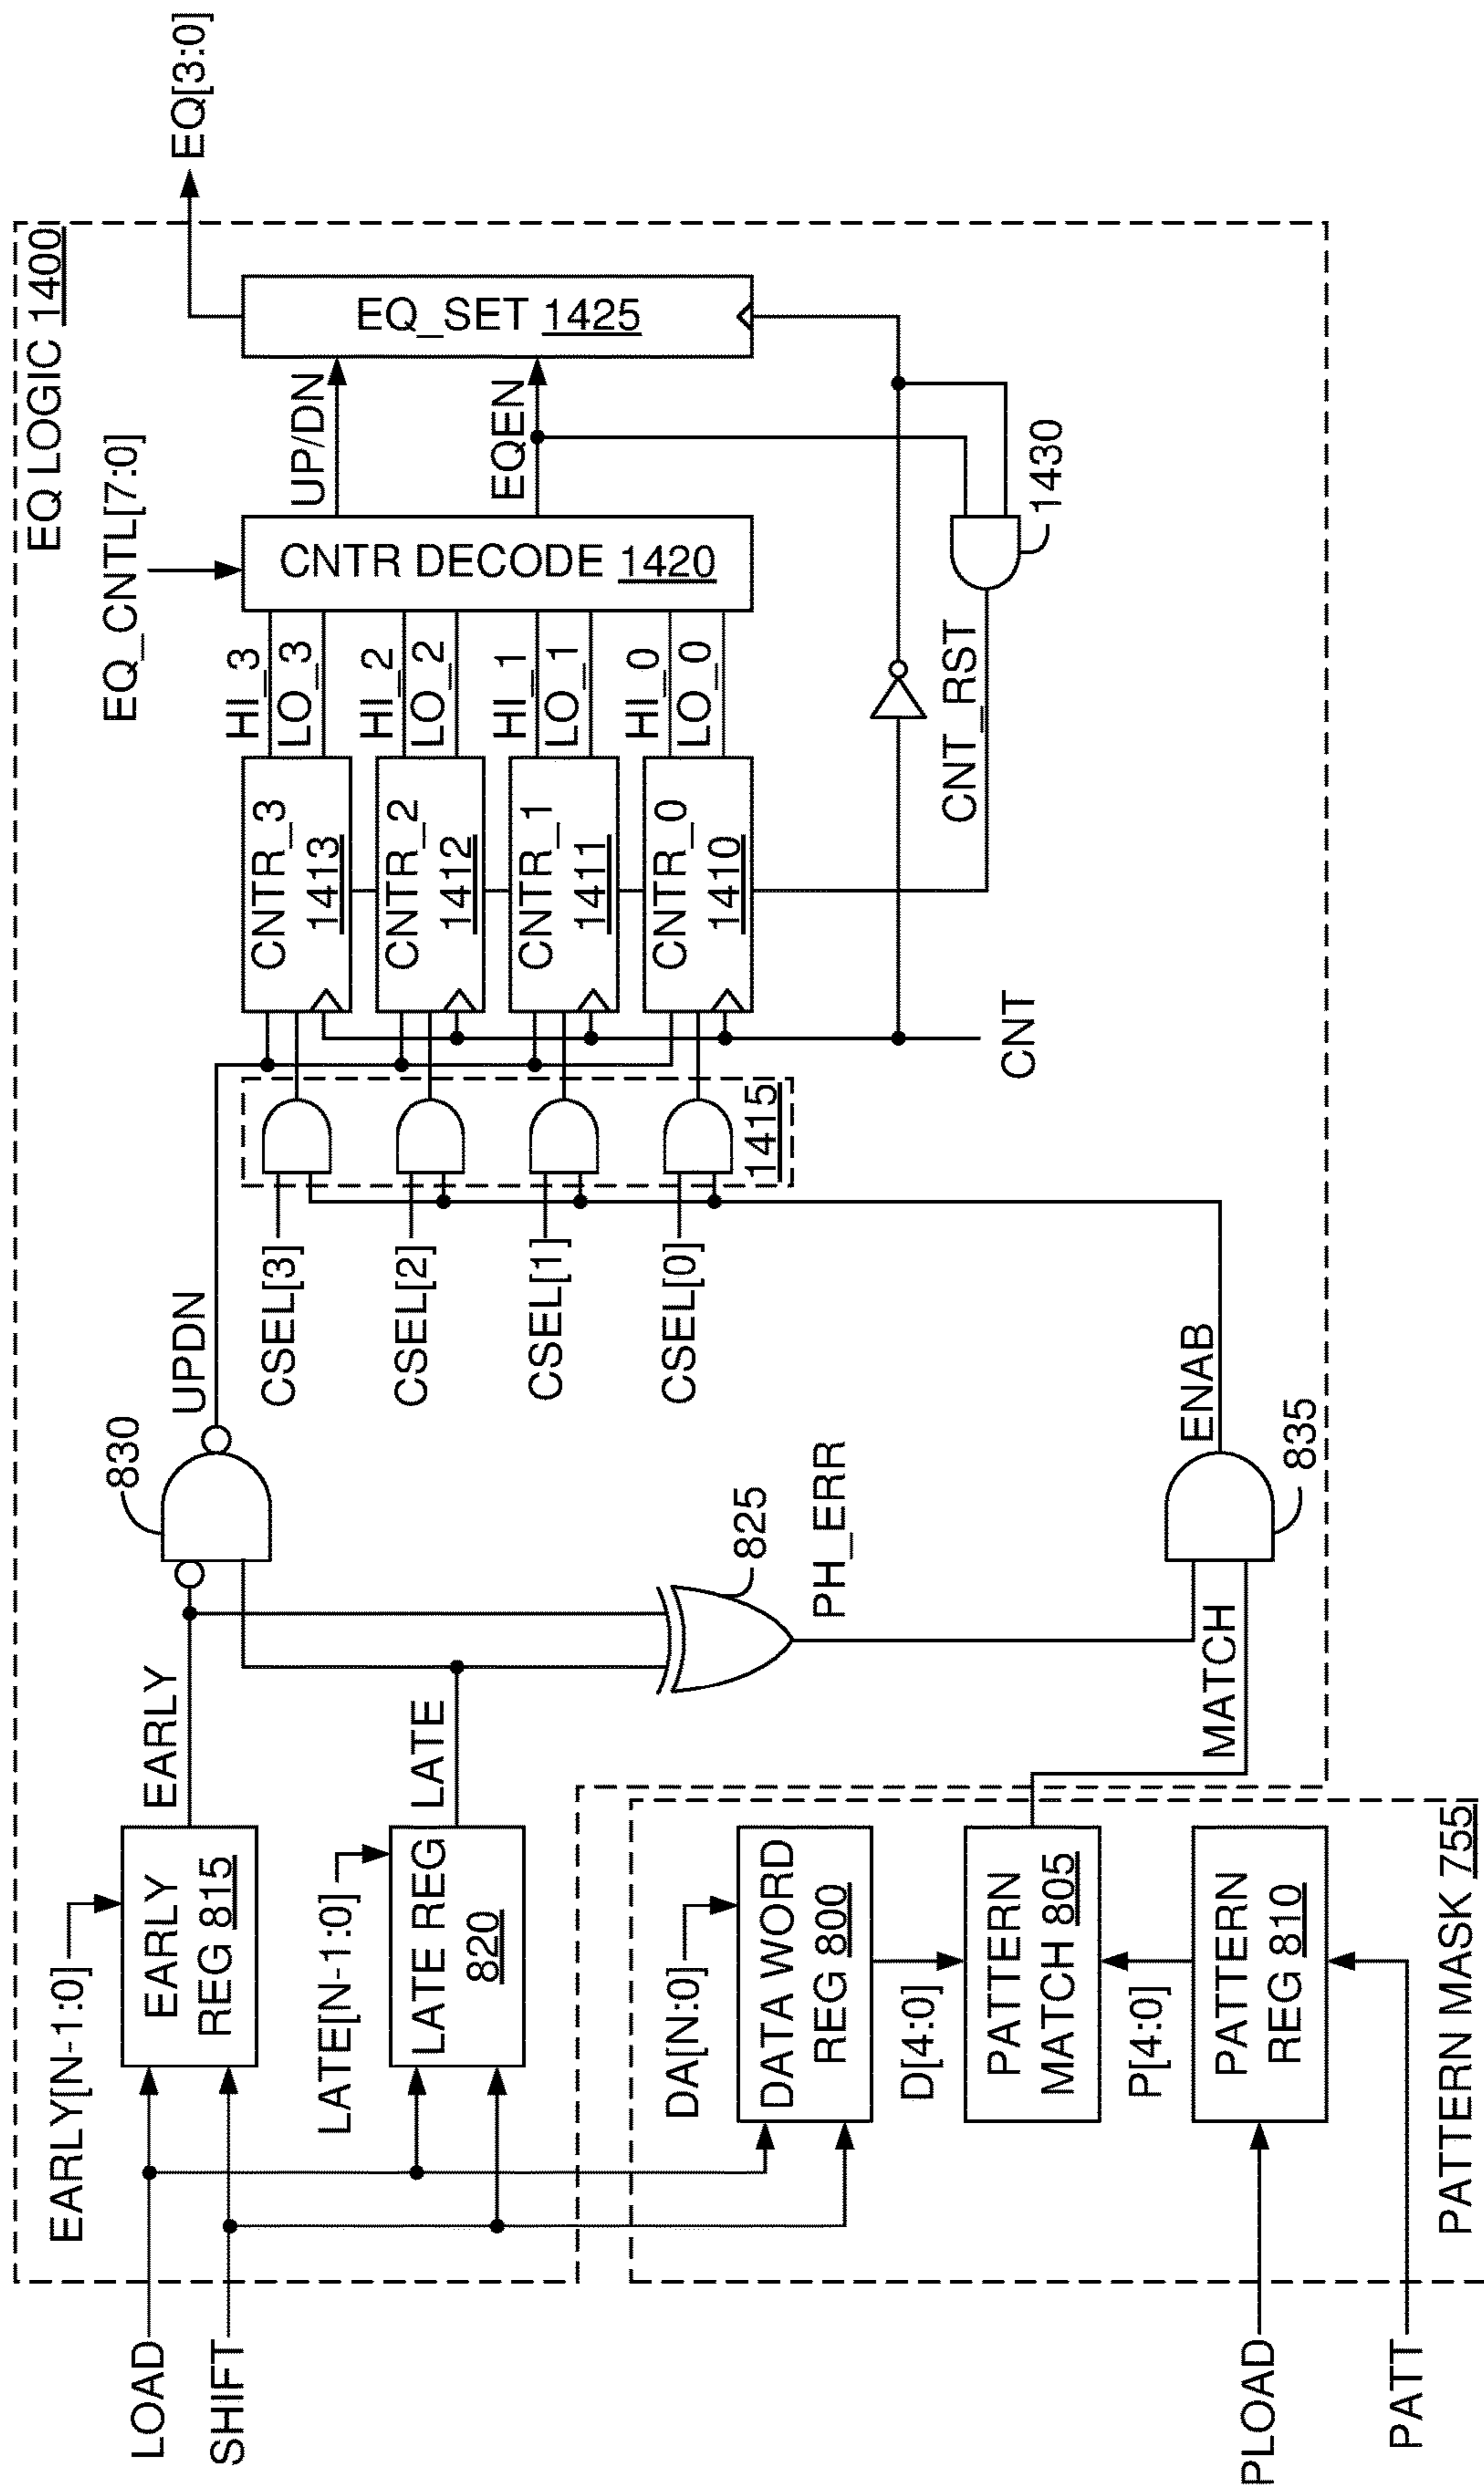 EQ LOGIC 1400
EQ[3:0]
EQ_CNTL[7:0]
EARLY[N-1:0]
EARLY
REG 815
EARLY
LATE[N-1:0]
LATE REG
820
LATE
LOAD
SHIFT
830
UPDN
825
PH_ERR
CSEL[3]
CSEL[2]
CSEL[1]
CSEL[0]
1415
CNTR_3
1413
CNTR_2
1412
CNTR_1
1411
CNTR_0
1410
HI_3
LO_3
HI_2
LO_2
HI_1
LO_1
HI_0
LO_0
CNTR DECODE 1420
UP/DN
EQEN
EQ_SET 1425
CNT
CNT_RST
1430
DA[N:0]
DATA WORD
REG 800
D[4:0]
PATTERN
MATCH 805
P[4:0]
PATTERN
REG 810
MATCH
ENAB
835
PLOAD
PATT
PATTERN MASK 755